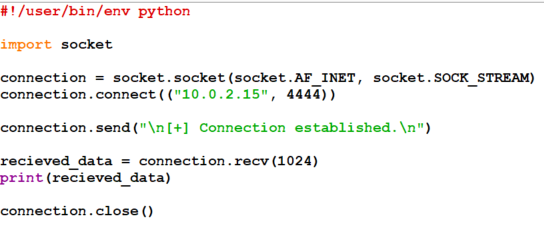 #!/user/bin/env python
import socket
connection = socket.socket(socket.AF_INET, socket.SOCK_STREAM)
connection.connect(("10.0.2.15", 4444))
connection.send("\n[+] Connection established.\n")
recieved_data = connection.recv(1024)
print(recieved_data)
connection.close()